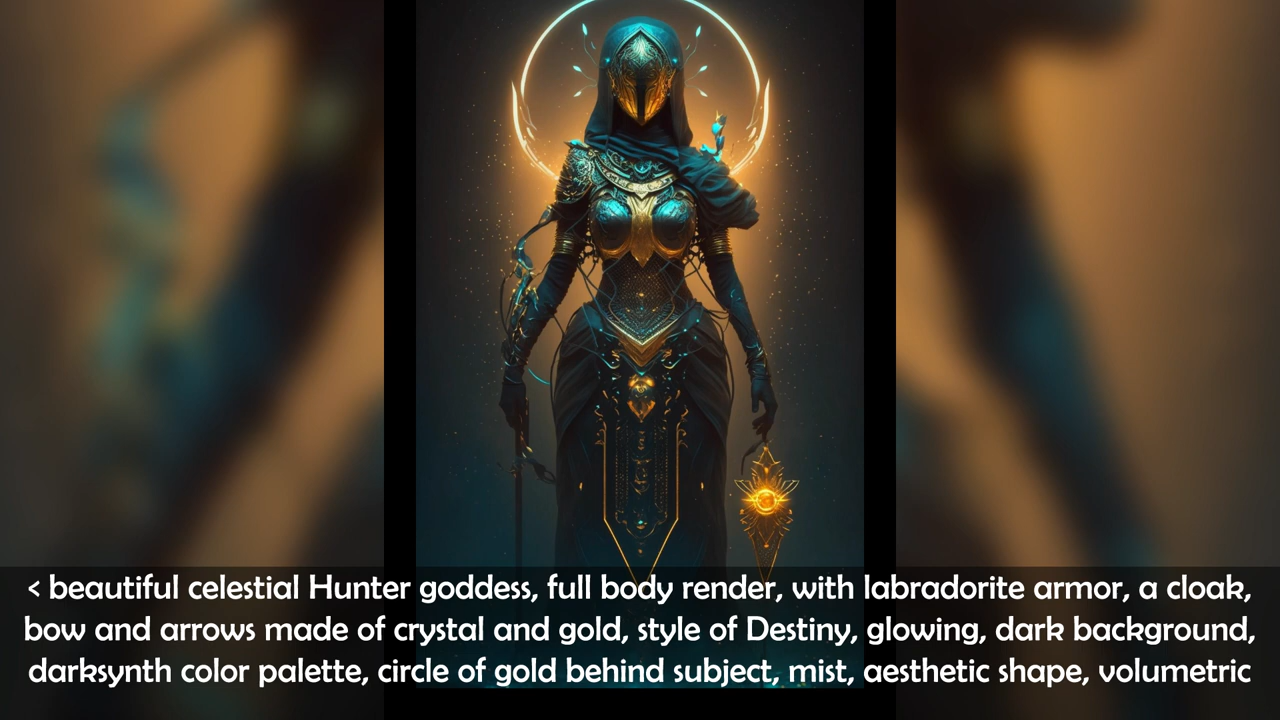 < beautiful celestial Hunter goddess, full body render, with labradorite armor, a cloak,
bow and arrows made of crystal and gold, style of Destiny, glowing, dark background,
darksynth color palette, circle of gold behind subject, mist, aesthetic shape, volumetric